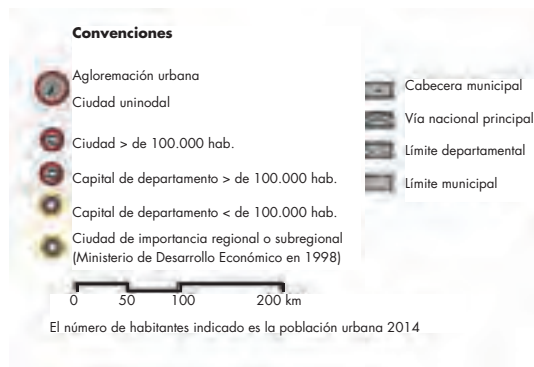 Convenciones
Agloremación urbana
Ciudad uninodal
Ciudad > de 100.000 hab.
Capital de departamento > de 100.000 hab.
Capital de departamento < de 100.000 hab.
Ciudad de importancia regional o subregional
(Ministerio de Desarrollo Económico en 1998)
Cabecera municipal
Vía nacional principal
Límite departamental
Límite municipal
0 50 100 200 km
El número de habitantes indicado es la población urbana 2014